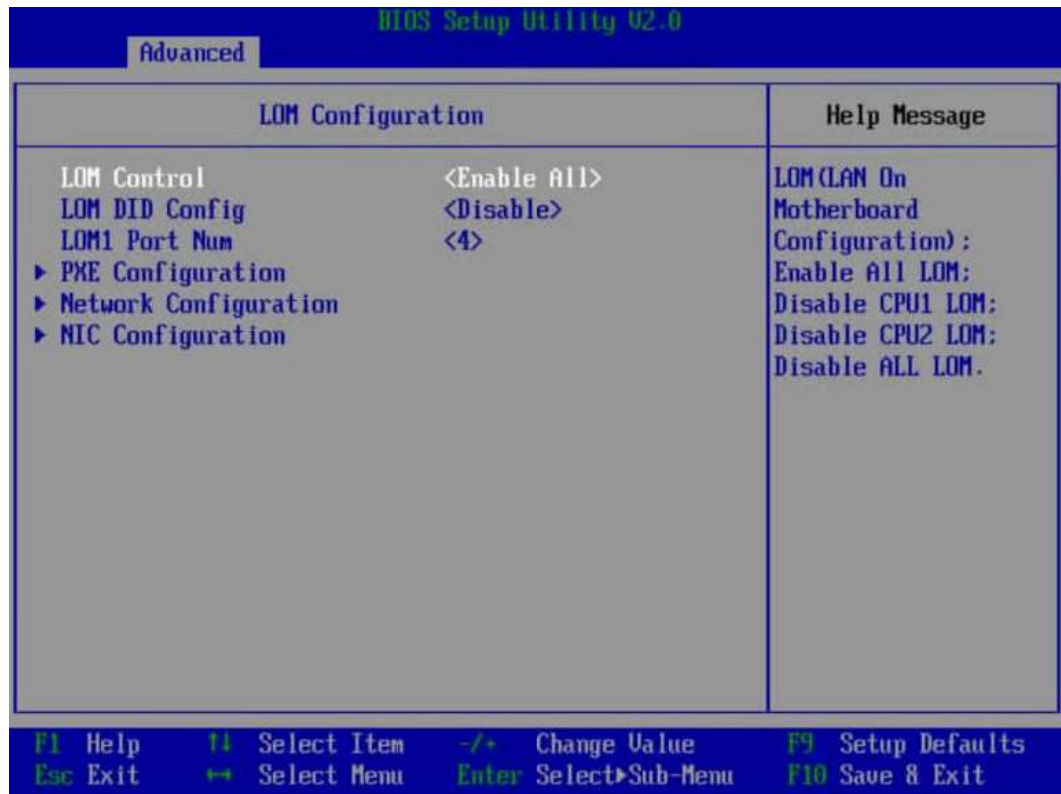 BIOS Setup Utility V2.0
Advanced
LOM Configuration
LOM Control <Enable All>
LOM DID Config <Disable>
LOM1 Port Num <4>
▶ PXE Configuration
▶ Network Configuration
▶ NIC Configuration
Help Message
LOM(LAN On
Motherboard
Configuration):
Enable All LOM;
Disable CPU1 LOM;
Disable CPU2 LOM;
Disable ALL LOM.
F1 Help ↑↓ Select Item -/+ Change Value F9 Setup Defaults
Esc Exit ↔ Select Menu Enter Select▶Sub-Menu F10 Save & Exit